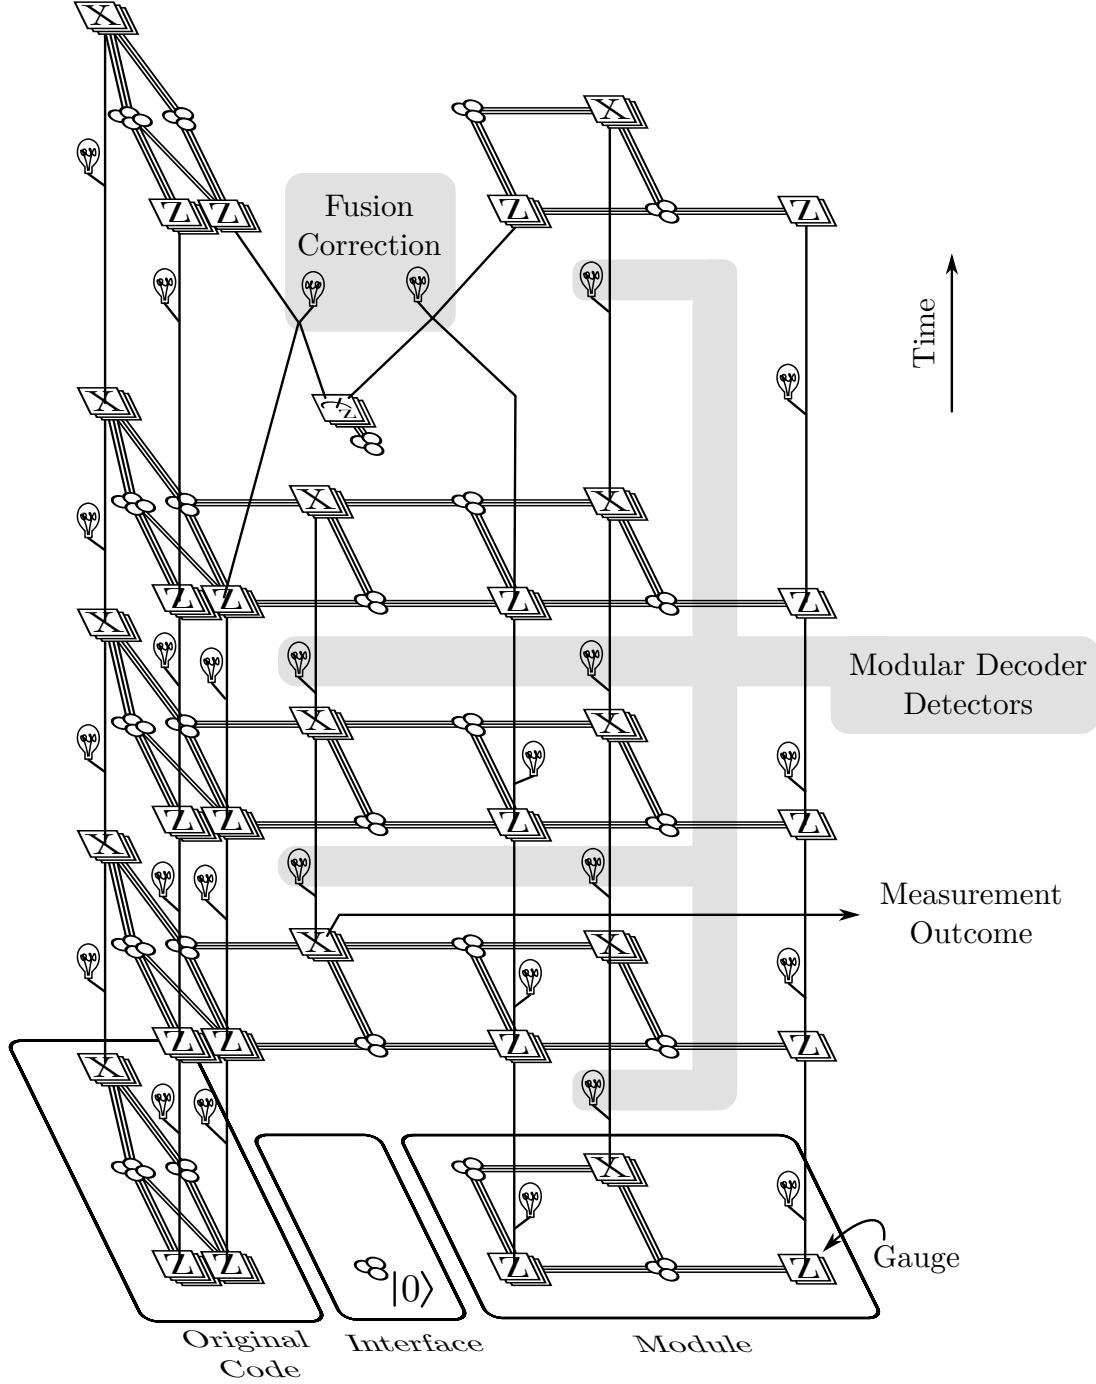 X
X
Z Z Z Z
Fusion
Correction
Time
X
Z
X X
Z Z Z Z
X
Modular Decoder
Detectors
X X
Z Z Z Z
X
Measurement
Outcome
X X
Z Z Z Z
X
X
Gauge
Z Z Z Z
|0⟩
Original
Code
Interface
Module